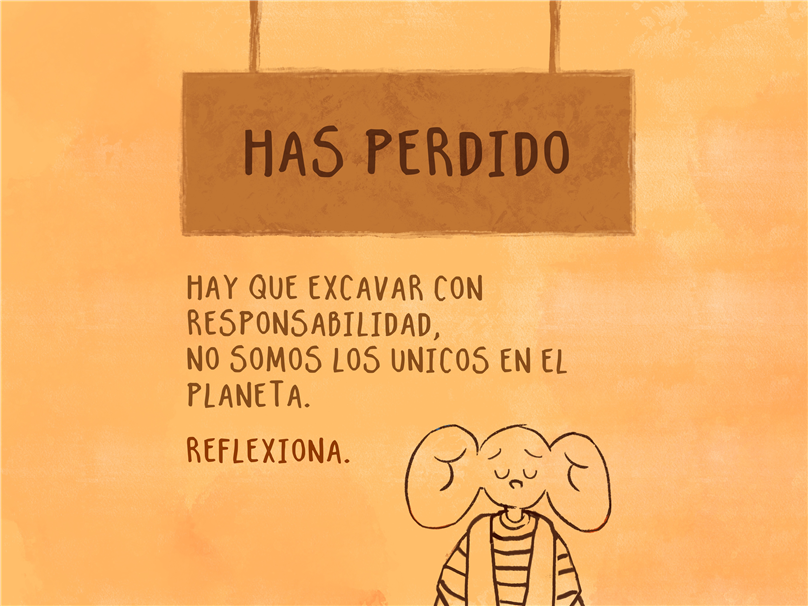 HAS PERDIDO
HAY QUE EXCAVAR CON
RESPONSABILIDAD,
NO SOMOS LOS UNICOS EN EL
PLANETA.
REFLEXIONA.